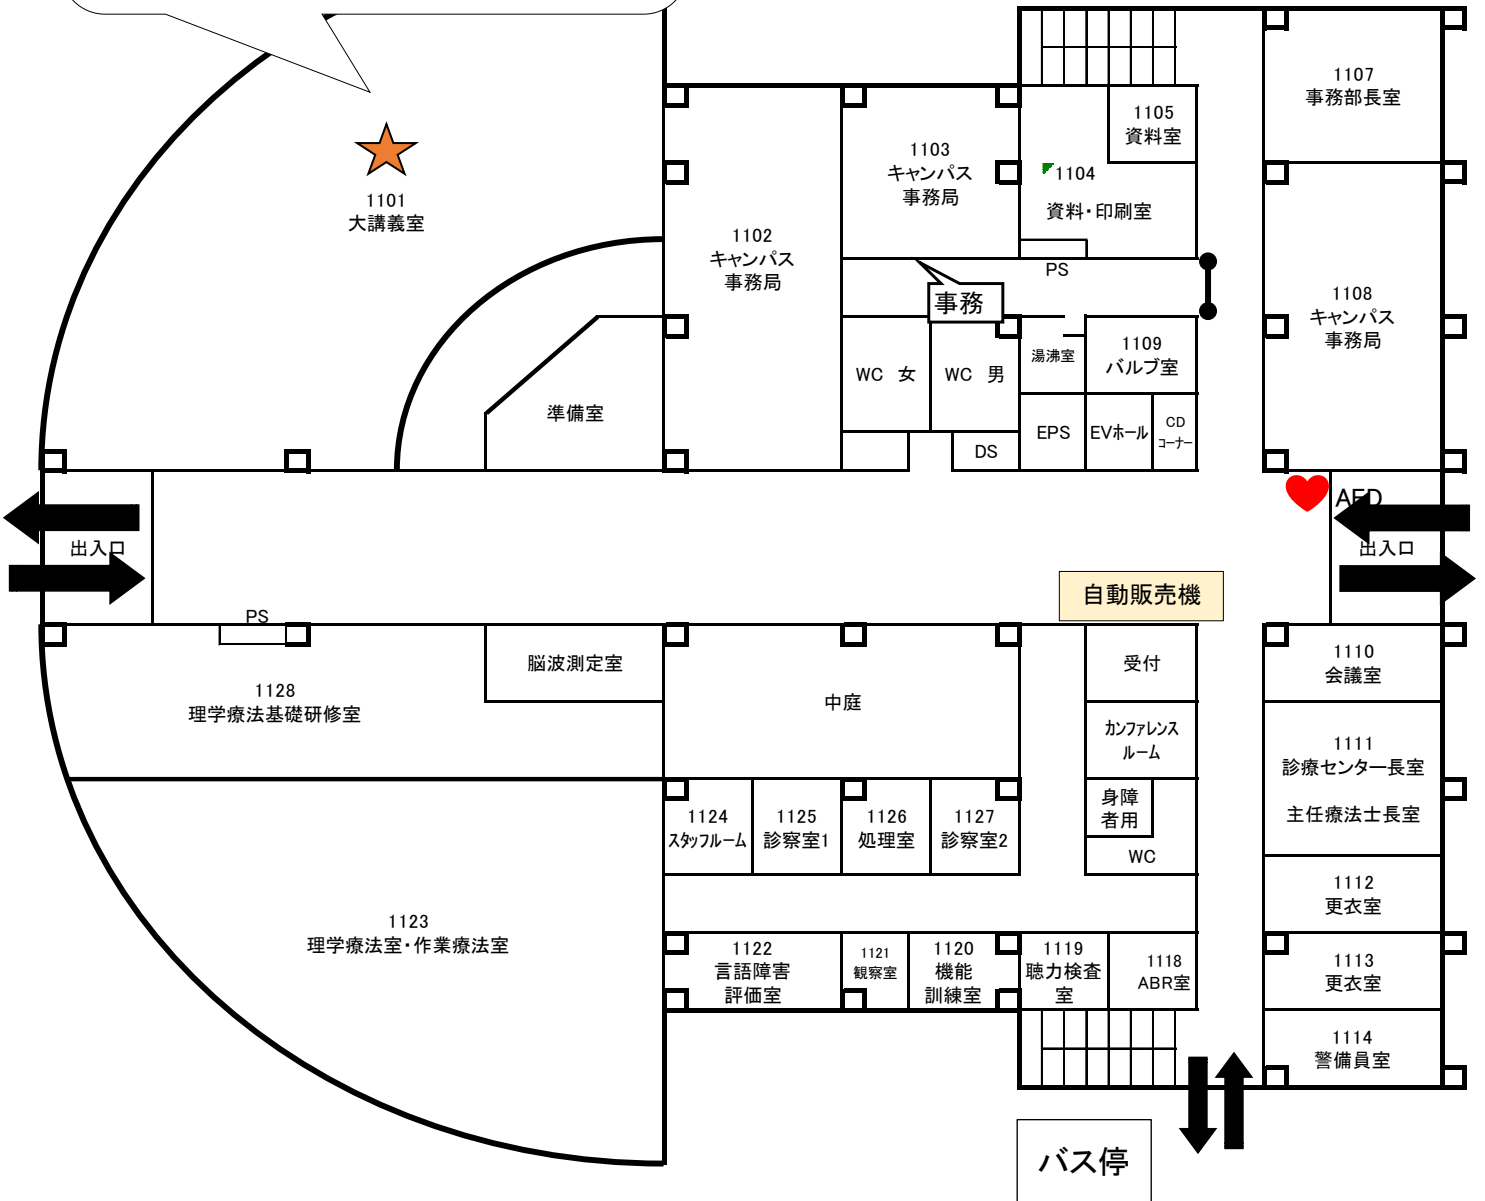 1107
事務部長室
1105
資料室
1103
キャンパス
事務局
1104
資料・印刷室
1101
大講義室
1102
キャンパス
事務局
PS
事務
1108
キャンパス
事務局
湯沸室
1109
バルブ室
WC 女
WC 男
準備室
EPS
EVホール
CD
コーナー
DS
AED
出入口
出入口
自動販売機
PS
脳波測定室
受付
1110
会議室
1128
理学療法基礎研修室
中庭
カンファレンス
ルーム
1111
診療センター長室
主任療法士長室
身障
者用
WC
1124
スタッフルーム
1125
診察室1
1126
処理室
1127
診察室2
1112
更衣室
1123
理学療法室・作業療法室
1122
言語障害
評価室
1121
観察室
1120
機能
訓練室
1119
聴力検査
室
1118
ABR室
1113
更衣室
1114
警備員室
バス停